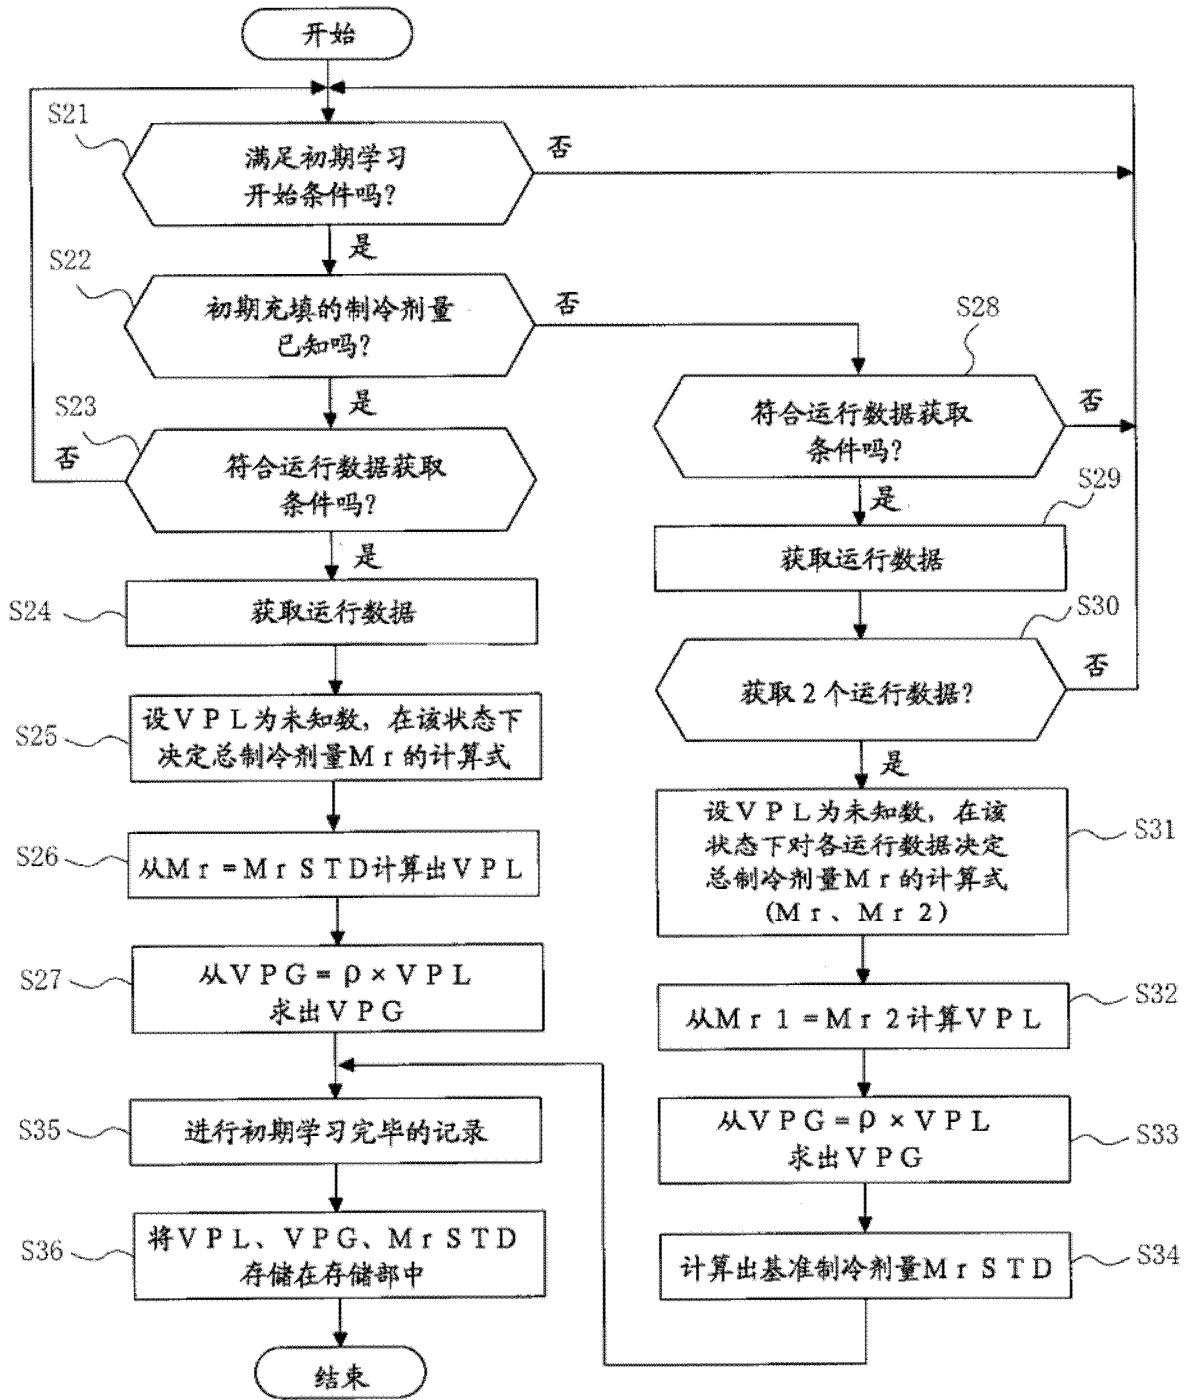 开始
S21
满足初期学习
开始条件吗?
否
是
S22
初期充填的制冷剂量
已知吗?
否
是
S23
否
符合运行数据获取
条件吗?
是
S24
获取运行数据
S25
设VPL为未知数, 在该状态下
决定总制冷剂量Mr的计算式
S26
从Mr=MrSTD计算出VPL
S27
从VPG=ρ×VPL
求出VPG
S28
符合运行数据获取
条件吗?
否
是
S29
获取运行数据
S30
获取2个运行数据?
否
是
S31
设VPL为未知数, 在该
状态下对各运行数据决定
总制冷剂量Mr的计算式
(Mr、Mr2)
S32
从Mr1=Mr2计算VPL
S33
从VPG=ρ×VPL
求出VPG
S34
计算出基准制冷剂量MrSTD
S35
进行初期学习完毕的记录
S36
将VPL、VPG、MrSTD
存储在存储部中
结束